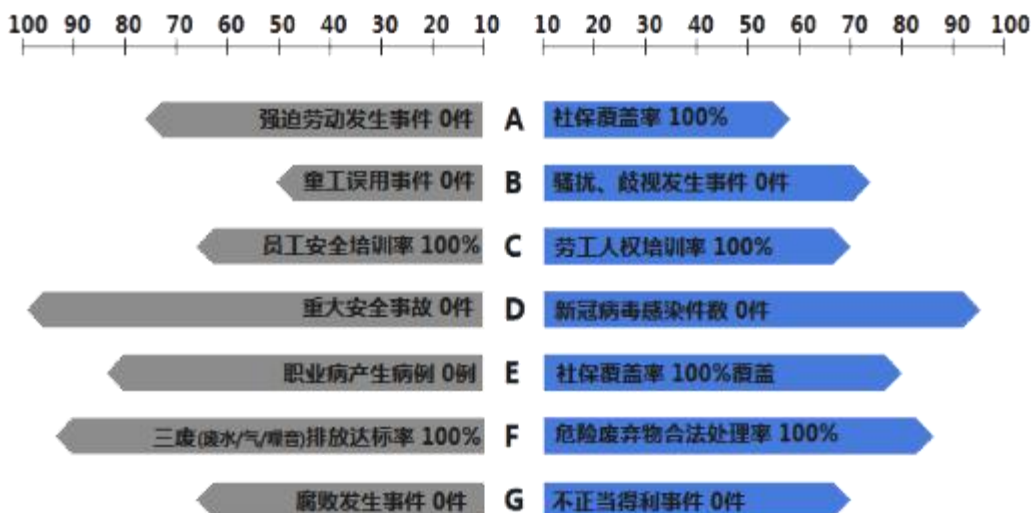 100 90 80 70 60 50 40 30 20 10 10 20 30 40 50 60 70 80 90 100
强迫劳动发生事件 0件 A 社保覆盖率 100%
童工误用事件 0件 B 骚扰、歧视发生事件 0件
员工安全培训率 100% C 劳工人权培训率 100%
重大安全事故 0件 D 新冠病毒感染件数 0件
职业病产生病例 0例 E 社保覆盖率 100%覆盖
三废(废水/气/噪音)排放达标率 100% F 危险废弃物合法处理率 100%
腐败发生事件 0件 G 不正当得利事件 0件